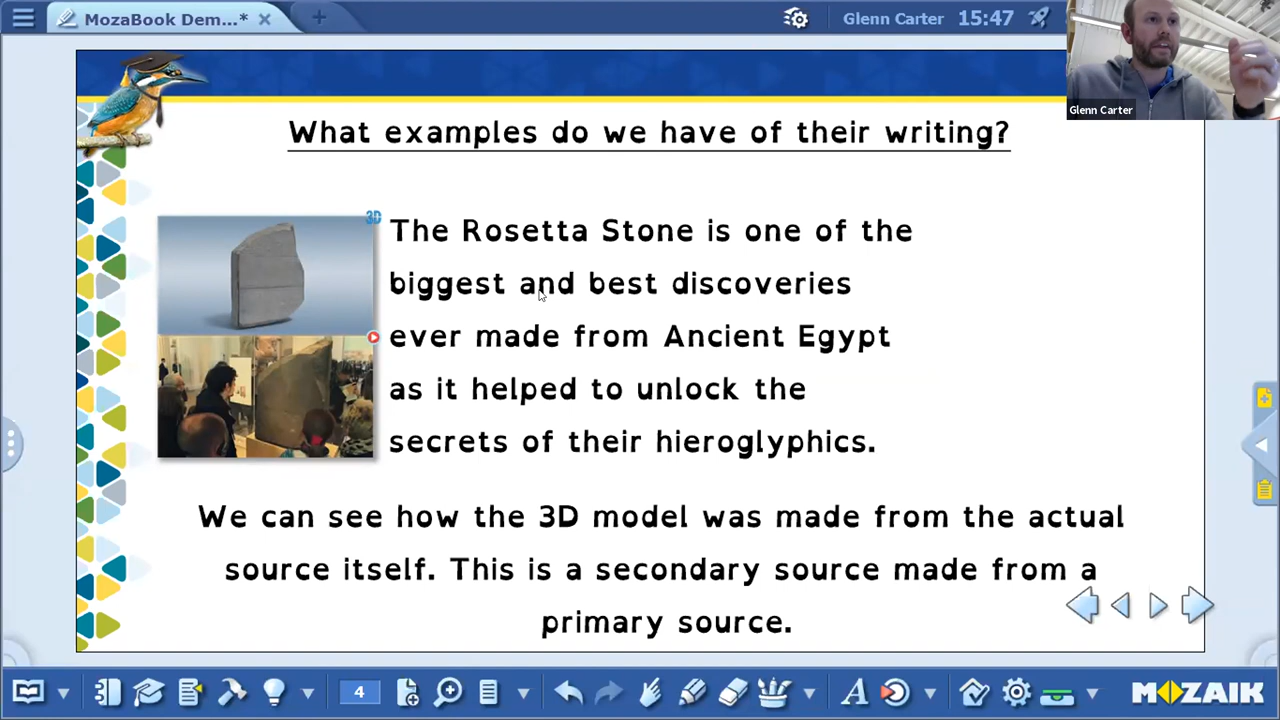 MozaBook Dem...*
Glenn Carter 15:47
Glenn Carter
What examples do we have of their writing?
3D
The Rosetta Stone is one of the
biggest and best discoveries
ever made from Ancient Egypt
as it helped to unlock the
secrets of their hieroglyphics.
We can see how the 3D model was made from the actual
source itself. This is a secondary source made from a
primary source.
4
A
MOZAIK